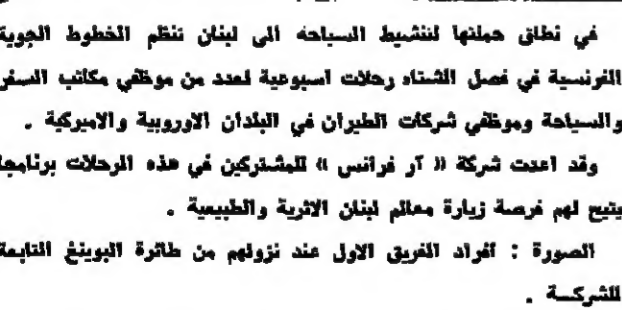 في نطاق حملتها لتنشيط السياحه الى لبنان تنظم الخطوط الجوية
الفرنسية في فصل الشتاء رحلات اسبوعية لعدد من موظفي مكاتب السفر
والسياحة وموظفي شركات الطيران في البلدان الاوروبية والاميركية .
وقد اعدت شركة « آر فرانس » للمشتركين في هذه الرحلات برنامجا
يتيح لهم فرصة زيارة معالم لبنان الاثرية والطبيعية .
الصورة : افراد الفريق الاول عند نزولهم من طائرة البوينغ التابعة
للشركة .